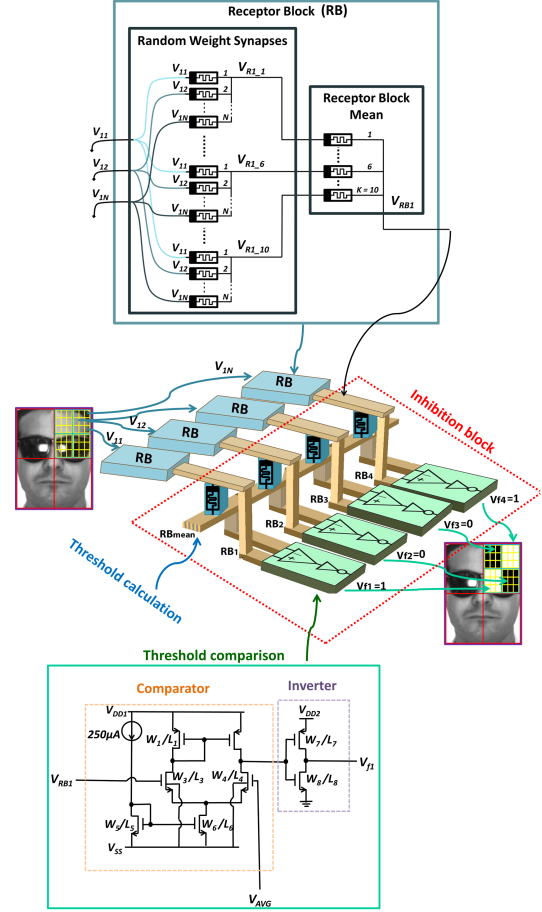 Receptor Block (RB)
Random Weight Synapses
V11 1 VR1_1
V12 2
V1N N
Receptor Block
Mean
1
V11
V12
V1N
V11 1 VR1_6
V12 2
V1N N
6
K = 10
VRB1
V11 1 VR1_10
V12 2
V1N N
V1N
V12
V11
RB
RB
RB
RB
Inhibition block
RBmean
RB1
RB2
RB3
RB4
Vf4=1
Vf3=0
Vf2=0
Vf1=1
Threshold calculation
Threshold comparison
Comparator
Inverter
VDD1
VDD2
250µA
W1/L1
W7/L7
VRB1
W3/L3
W4/L4
Vf1
W8/L8
W5/L5
W6/L6
VSS
VAVG